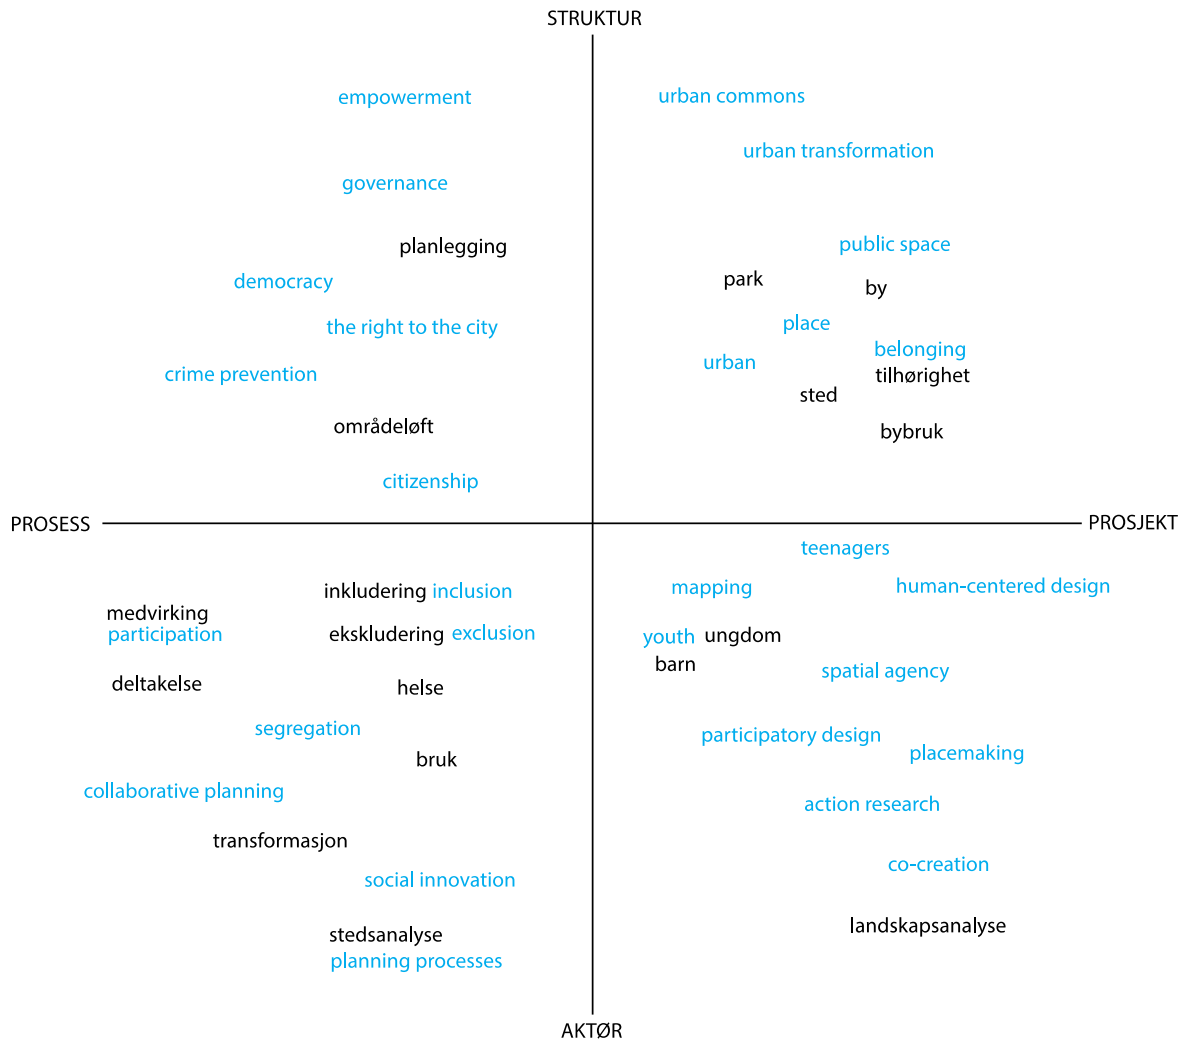 STRUKTUR
empowerment
urban commons
urban transformation
governance
planlegging
public space
democracy
park
by
the right to the city
place
urban
belonging
crime prevention
tilhørighet
sted
områdeløft
bybruk
citizenship
PROSESS
PROSJEKT
teenagers
inkludering inclusion
mapping
human-centered design
medvirking
participation
ekskludering exclusion
youth ungdom
barn
deltakelse
helse
spatial agency
segregation
participatory design
bruk
placemaking
collaborative planning
action research
transformasjon
social innovation
co-creation
stedsanalyse
landskapsanalyse
planning processes
AKTØR